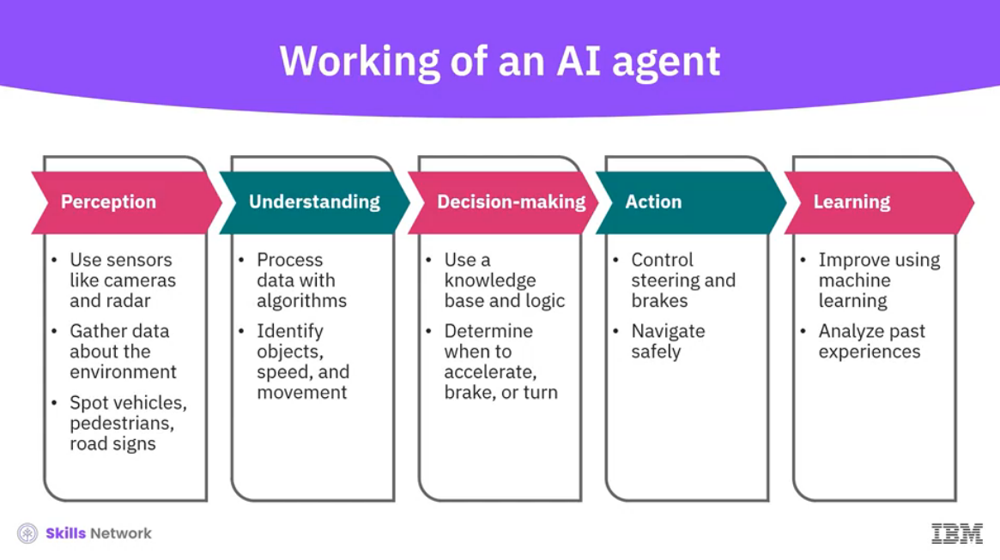 Working of an AI agent
Perception
• Use sensors
like cameras
and radar
• Gather data
about the
environment
• Spot vehicles,
pedestrians,
road signs
Understanding
• Process
data with
algorithms
• Identify
objects,
speed, and
movement
Decision-making
• Use a
knowledge
base and logic
• Determine
when to
accelerate,
brake, or turn
Action
• Control
steering and
brakes
• Navigate
safely
Learning
• Improve using
machine
learning
• Analyze past
experiences
Skills Network
IBM